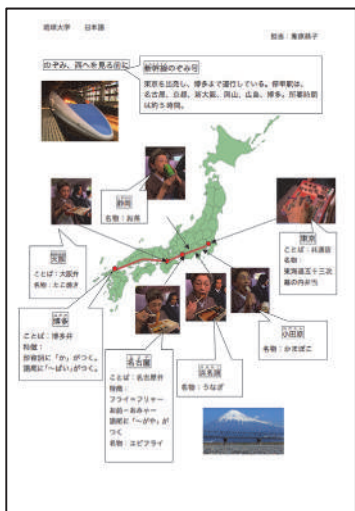 琉球大学　　日本語
のぞみ、西へを見る前に
新幹線のぞみ号
東京を出発し、博多まで運行している。停車駅は、
名古屋、京都、新大阪、岡山、広島、博多。所要時間
は約5時間。
静岡
名物：お茶
東京
ことば：共通語
名物：
東海道五十三次
幕の内弁当
大阪
ことば：大阪弁
名物：たこ焼き
博多
ことば：博多弁
特徴：
形容詞に「か」がつく。
語尾に「～ばい」がつく。
名古屋
ことば：名古屋弁
特徴：
フライ＝フリャー
お前＝おみゃー
語尾に「～がや」が
つく
名物：エビフライ
浜名湖
名物：うなぎ
小田原
名物：かまぼこ